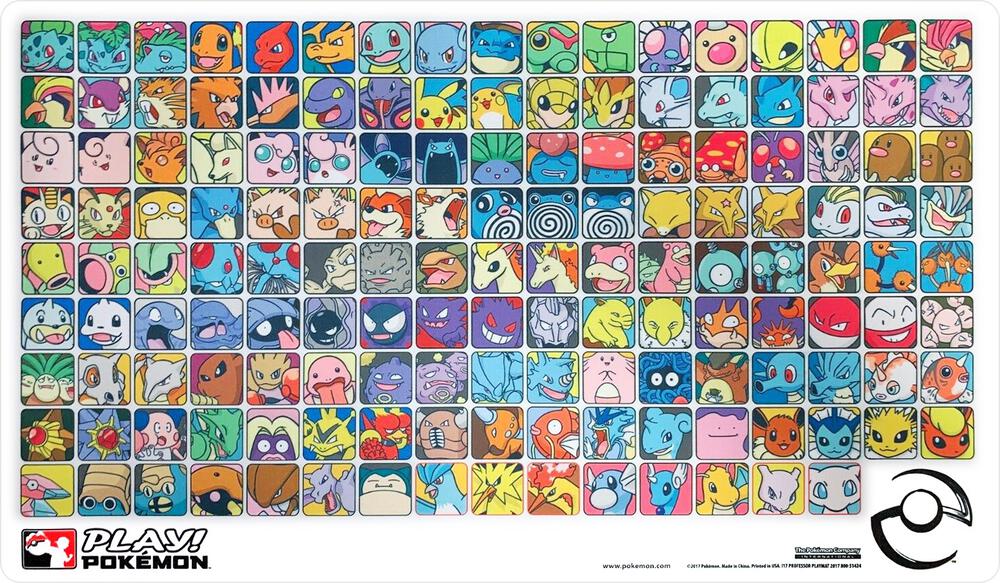 PLAY!
POKÉMON
The Pokémon Company
INTERNATIONAL
www.pokemon.com ©2017 Pokémon. Made in China. Printed in USA. I17 PROFESSOR PLAYMAT 2017 800-51424